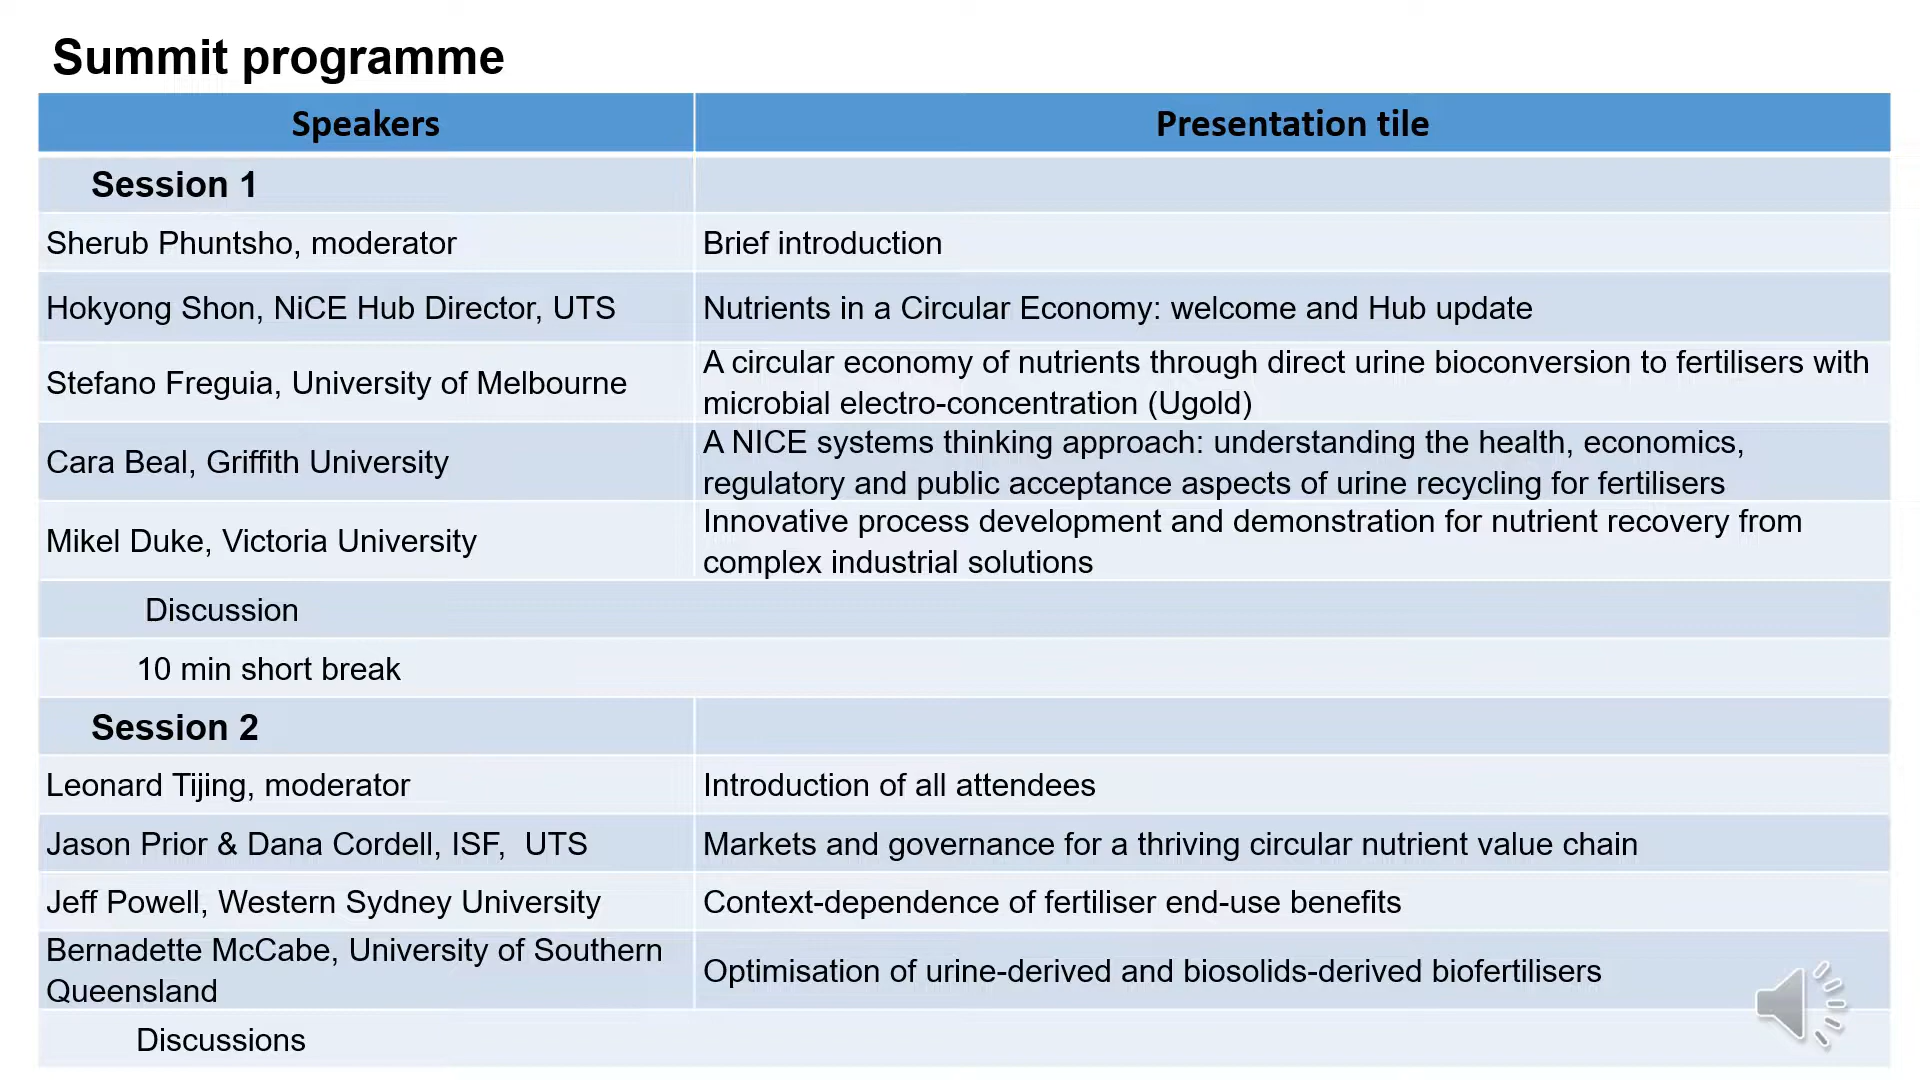 Summit programme
Speakers
Presentation tile
Session 1
Sherub Phuntsho, moderator
Brief introduction
Hokyong Shon, NiCE Hub Director, UTS
Nutrients in a Circular Economy: welcome and Hub update
Stefano Freguia, University of Melbourne
A circular economy of nutrients through direct urine bioconversion to fertilisers with
microbial electro-concentration (Ugold)
Cara Beal, Griffith University
A NICE systems thinking approach: understanding the health, economics,
regulatory and public acceptance aspects of urine recycling for fertilisers
Mikel Duke, Victoria University
Innovative process development and demonstration for nutrient recovery from
complex industrial solutions
Discussion
10 min short break
Session 2
Leonard Tijing, moderator
Introduction of all attendees
Jason Prior & Dana Cordell, ISF,  UTS
Markets and governance for a thriving circular nutrient value chain
Jeff Powell, Western Sydney University
Context-dependence of fertiliser end-use benefits
Bernadette McCabe, University of Southern
Queensland
Optimisation of urine-derived and biosolids-derived biofertilisers
Discussions